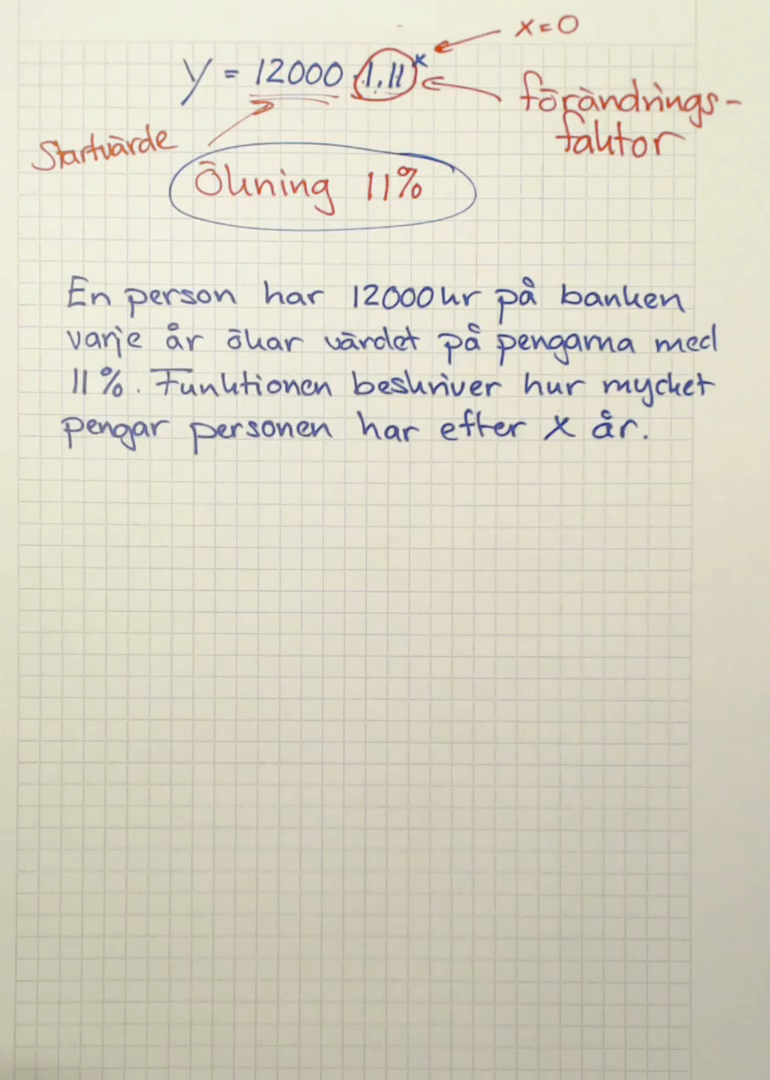 x=0
y = 12000 · 1.11^x
förändrings-
faktor
Startvärde
Ökning 11%
En person har 12000 kr på banken
varje år ökar värdet på pengarna med
11%. Funktionen beskriver hur mycket
pengar personen har efter x år.